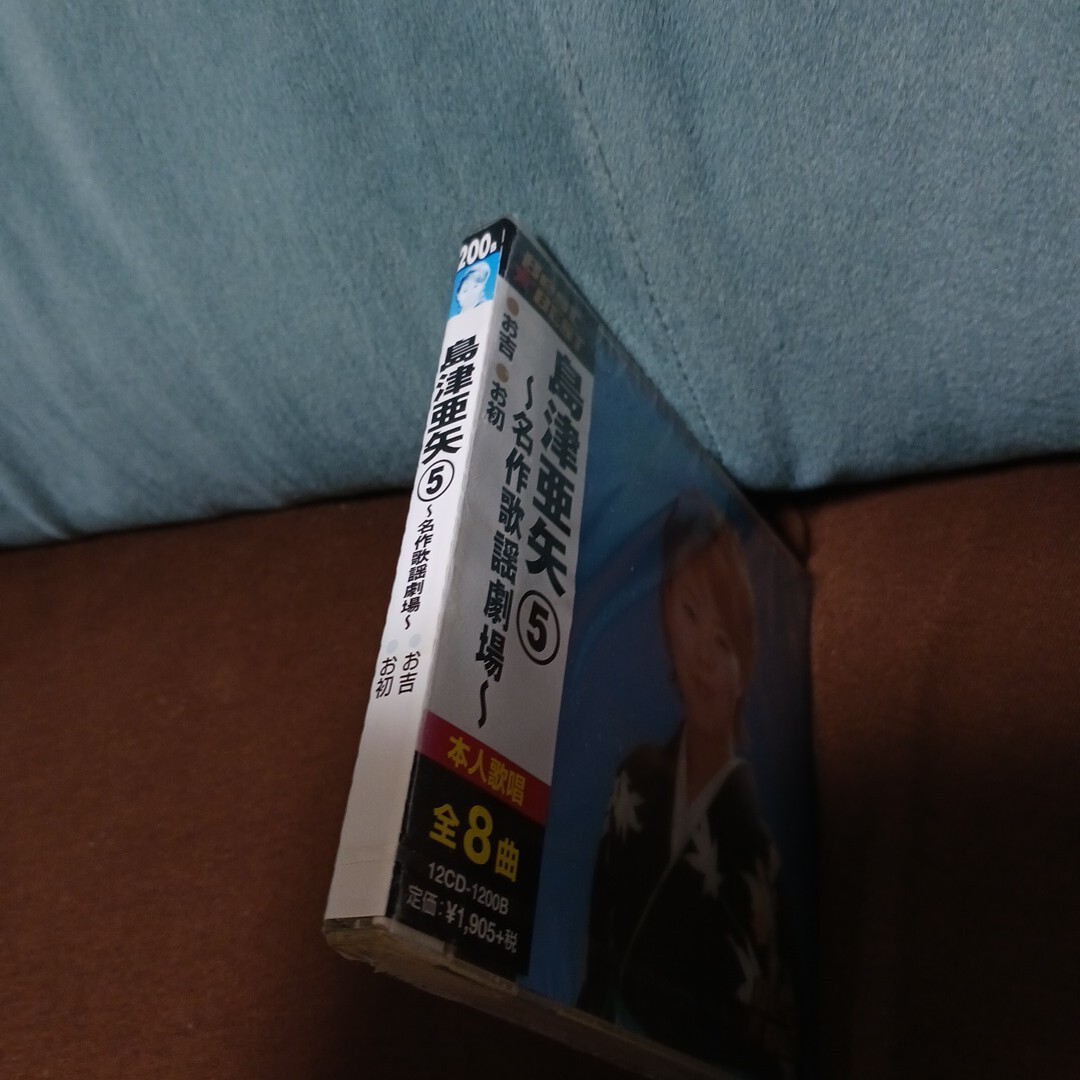 200B
島津亜矢⑤
～名作歌謡劇場～
●お吉
●お初
BEST
●お吉 ●お初
島津亜矢⑤
～名作歌謡劇場～
本人歌唱
全8曲
12CD-1200B
定価：¥1,905+税